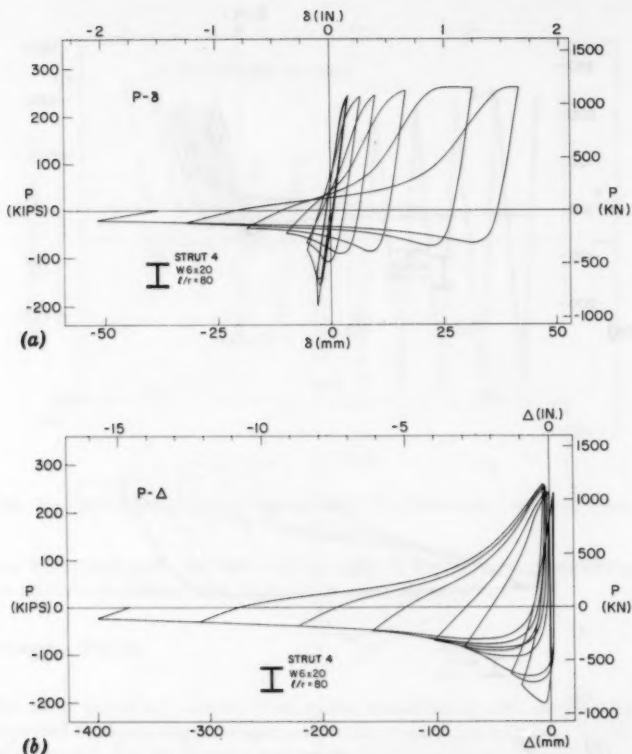 δ (IN.)
-2 -1 0 1 2
(a)
P-δ
300
200
100
P
(KIPS) 0
-100
-200
1500
1000
500
P
0 (KN)
-500
-1000
STRUT 4
W6x20
ℓ/r=80
-50 -25 0 25 50
δ (mm)
Δ (IN.)
-15 -10 -5 0
P-Δ
300
200
100
P
(KIPS) 0
-100
-200
1500
1000
500
P
0 (KN)
-500
-1000
STRUT 4
W6x20
ℓ/r=80
-400 -300 -200 -100 0
(b)
Δ (mm)